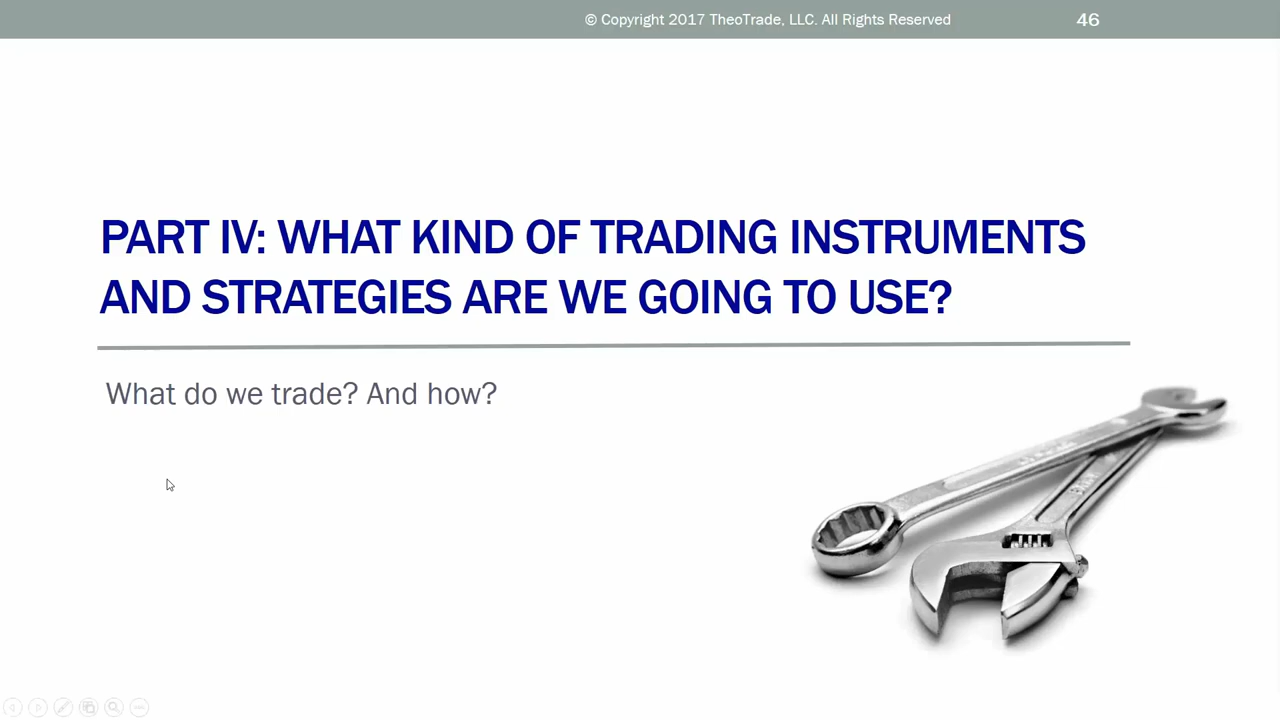 © Copyright 2017 TheoTrade, LLC. All Rights Reserved
46
PART IV: WHAT KIND OF TRADING INSTRUMENTS
AND STRATEGIES ARE WE GOING TO USE?
What do we trade? And how?